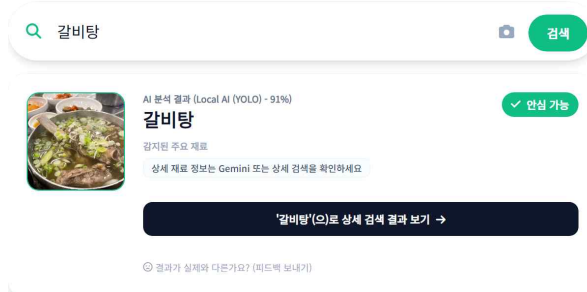 갈비탕
검색
AI 분석 결과 (Local AI (YOLO) - 91%)
안심 가능
갈비탕
감지된 주요 재료
상세 재료 정보는 Gemini 또는 상세 검색을 확인하세요
'갈비탕'(으)로 상세 검색 결과 보기 →
결과가 실제와 다른가요? (피드백 보내기)